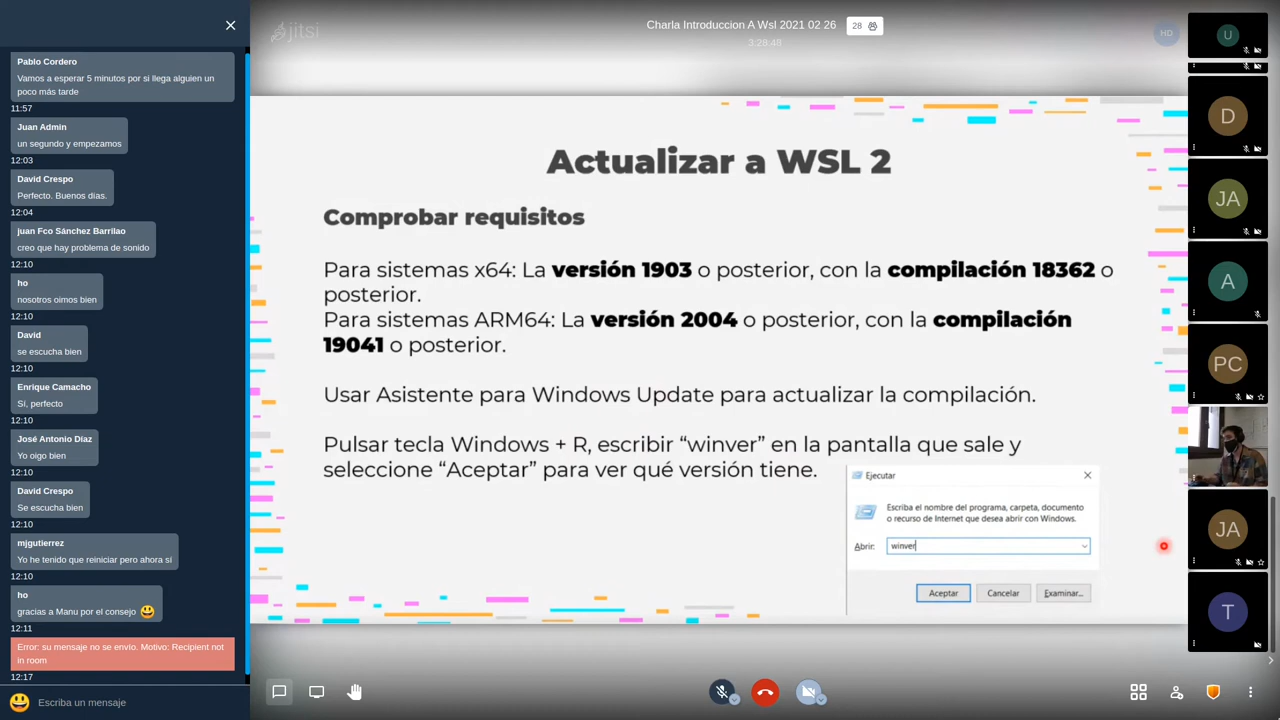 Pablo Cordero
Vamos a esperar 5 minutos por si llega alguien un
poco más tarde
11:57
Juan Admin
un segundo y empezamos
12:03
David Crespo
Perfecto. Buenos dias.
12:04
juan Fco Sánchez Barrilao
creo que hay problema de sonido
12:10
ho
nosotros oimos bien
12:10
David
se escucha bien
12:10
Enrique Camacho
Sí, perfecto
12:10
José Antonio Díaz
Yo oigo bien
12:10
David Crespo
Se escucha bien
12:10
mjgutierrez
Yo he tenido que reiniciar pero ahora sí
12:10
ho
gracias a Manu por el consejo
12:11
Error: su mensaje no se envío. Motivo: Recipient not
in room
12:17
Escriba un mensaje
jitsi
Charla Introduccion A Wsl 2021 02 26
28
3:28:48
HD
Actualizar a WSL 2
Comprobar requisitos
Para sistemas x64: La versión 1903 o posterior, con la compilación 18362 o
posterior.
Para sistemas ARM64: La versión 2004 o posterior, con la compilación
19041 o posterior.
Usar Asistente para Windows Update para actualizar la compilación.
Pulsar tecla Windows + R, escribir “winver” en la pantalla que sale y
seleccione “Aceptar” para ver qué versión tiene.
Ejecutar
Escriba el nombre del programa, carpeta, documento
o recurso de Internet que desea abrir con Windows.
Abrir:
winver
Aceptar
Cancelar
Examinar...
U
D
JA
A
PC
JA
T